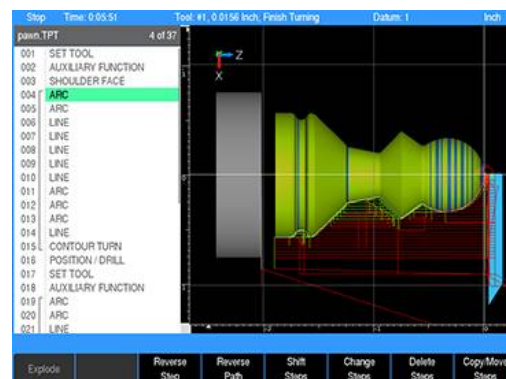 Stop Time: 0:05:51 Tool: #1, 0.0156 Inch, Finish Turning Datum: 1 Inch
pawn.TPT 4 of 37
001 SET TOOL
002 AUXILIARY FUNCTION
003 SHOULDER FACE
004 ARC
005 ARC
006 LINE
007 LINE
008 LINE
009 LINE
010 LINE
011 ARC
012 ARC
013 ARC
014 LINE
015 CONTOUR TURN
016 POSITION / DRILL
017 SET TOOL
018 AUXILIARY FUNCTION
019 ARC
020 ARC
021 LINE
Z
X
Explode
Reverse Step
Reverse Path
Shift Steps
Change Steps
Delete Steps
Copy/Move Steps